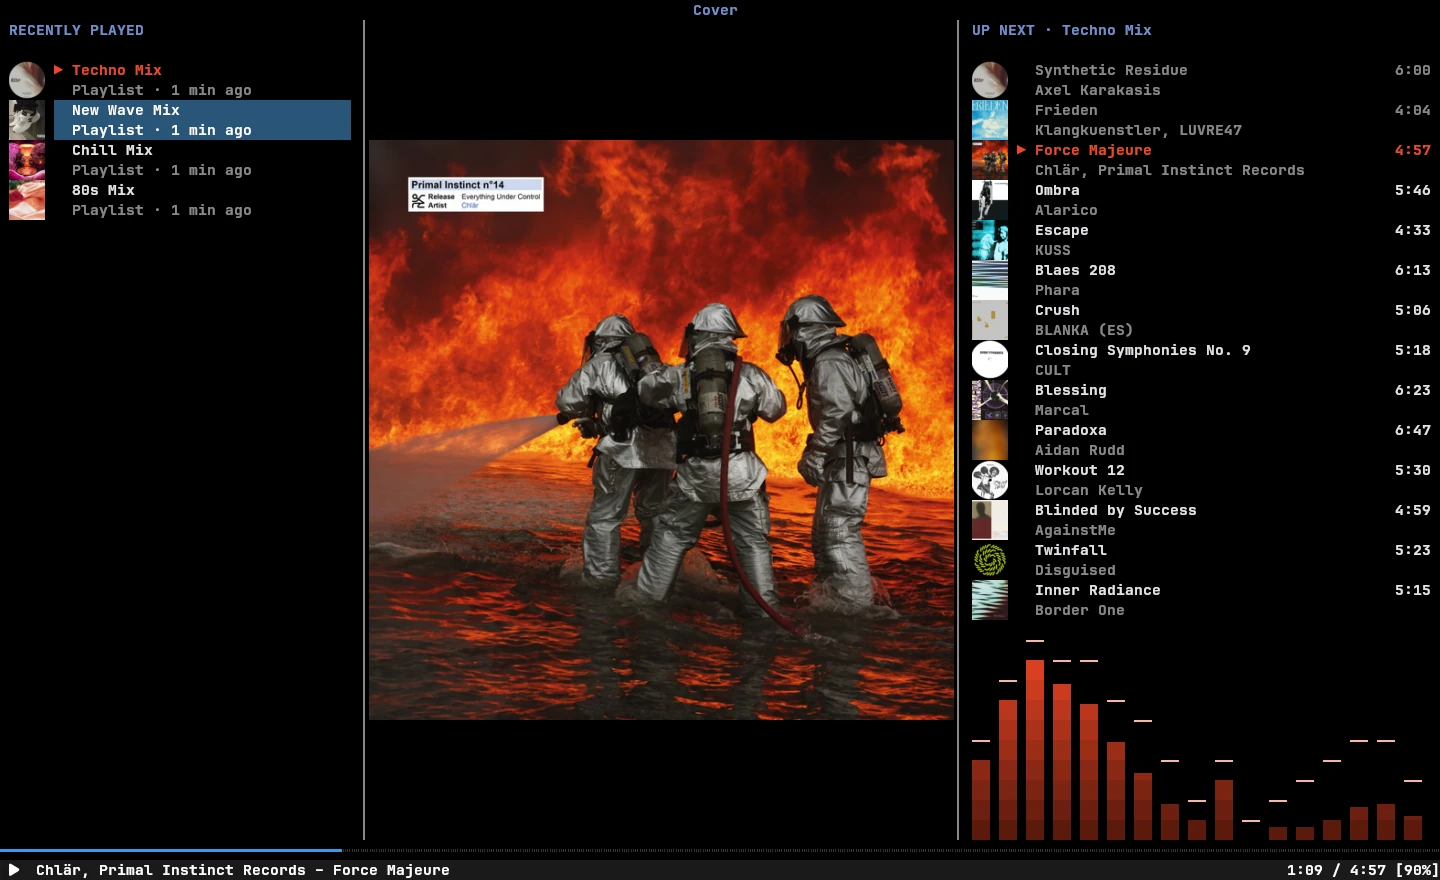 Cover
RECENTLY PLAYED
▶ Techno Mix
Playlist · 1 min ago
New Wave Mix
Playlist · 1 min ago
Chill Mix
Playlist · 1 min ago
80s Mix
Playlist · 1 min ago
Primal Instinct n°14
Release Everything Under Control
Artist Chlär
UP NEXT · Techno Mix
Synthetic Residue 6:00
Axel Karakasis
FRIEDEN
Frieden 4:04
Klangkuenstler, LUVRE47
▶ Force Majeure 4:57
Chlär, Primal Instinct Records
Ombra 5:46
Alarico
Escape 4:33
KUSS
Blaes 208 6:13
Phara
Crush 5:06
BLANKA (ES)
Closing Symphonies No. 9 5:18
CULT
Blessing 6:23
Marcal
Paradoxa 6:47
Aidan Rudd
Workout 12 5:30
Lorcan Kelly
Blinded by Success 4:59
AgainstMe
Twinfall 5:23
Disguised
Inner Radiance 5:15
Border One
▶ Chlär, Primal Instinct Records – Force Majeure 1:09 / 4:57 [90%]